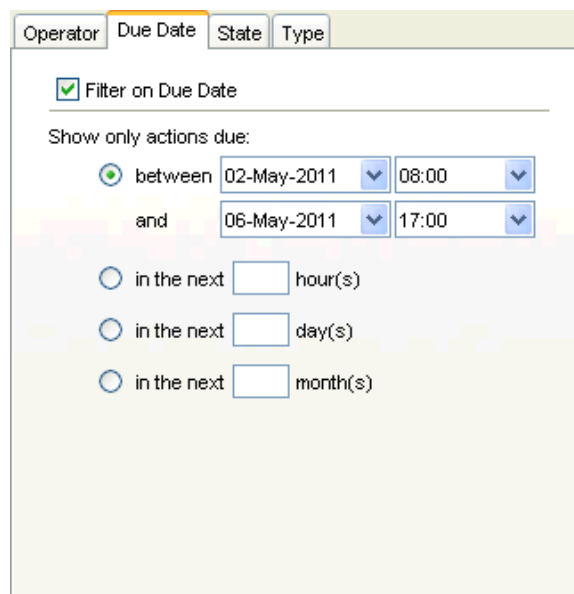 Operator Due Date State Type
Filter on Due Date
Show only actions due:
between 02-May-2011 08:00
and 06-May-2011 17:00
in the next hour(s)
in the next day(s)
in the next month(s)